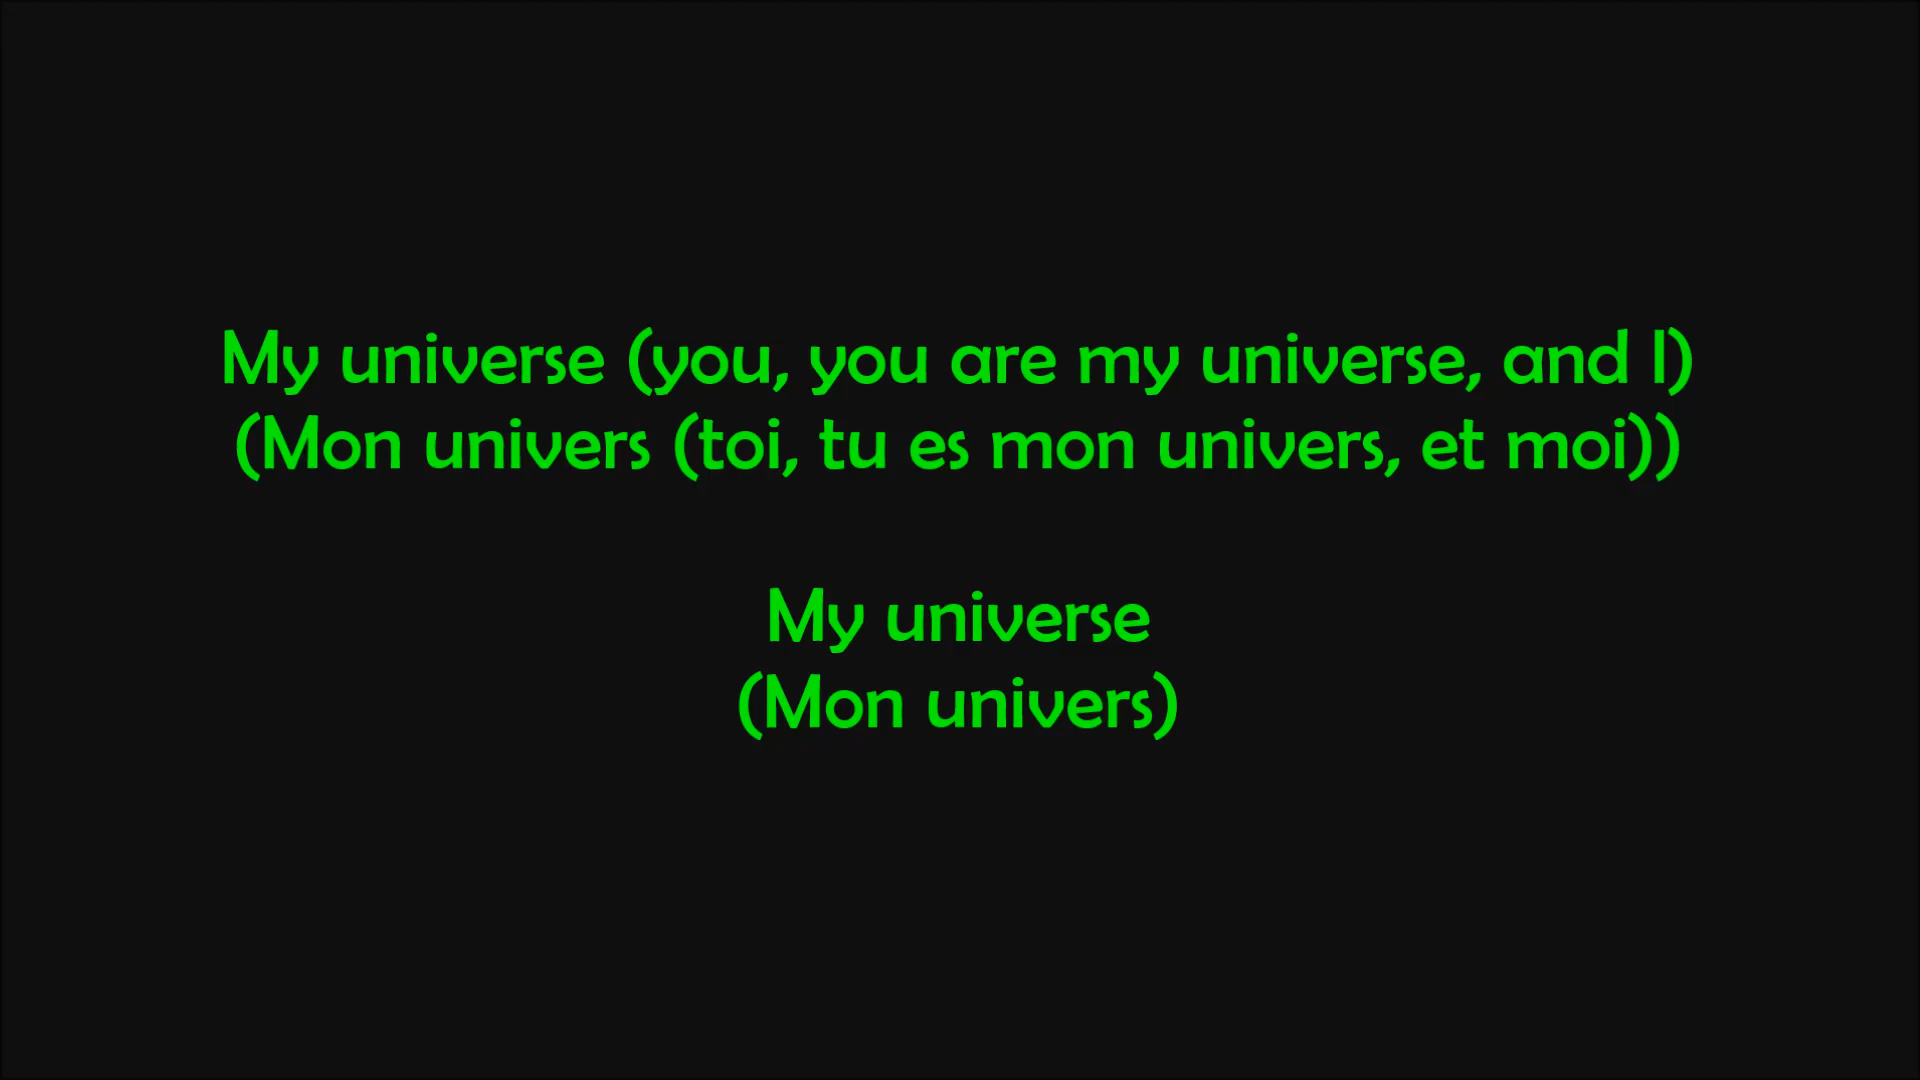 My universe (you, you are my universe, and I)
(Mon univers (toi, tu es mon univers, et moi))
My universe
(Mon univers)